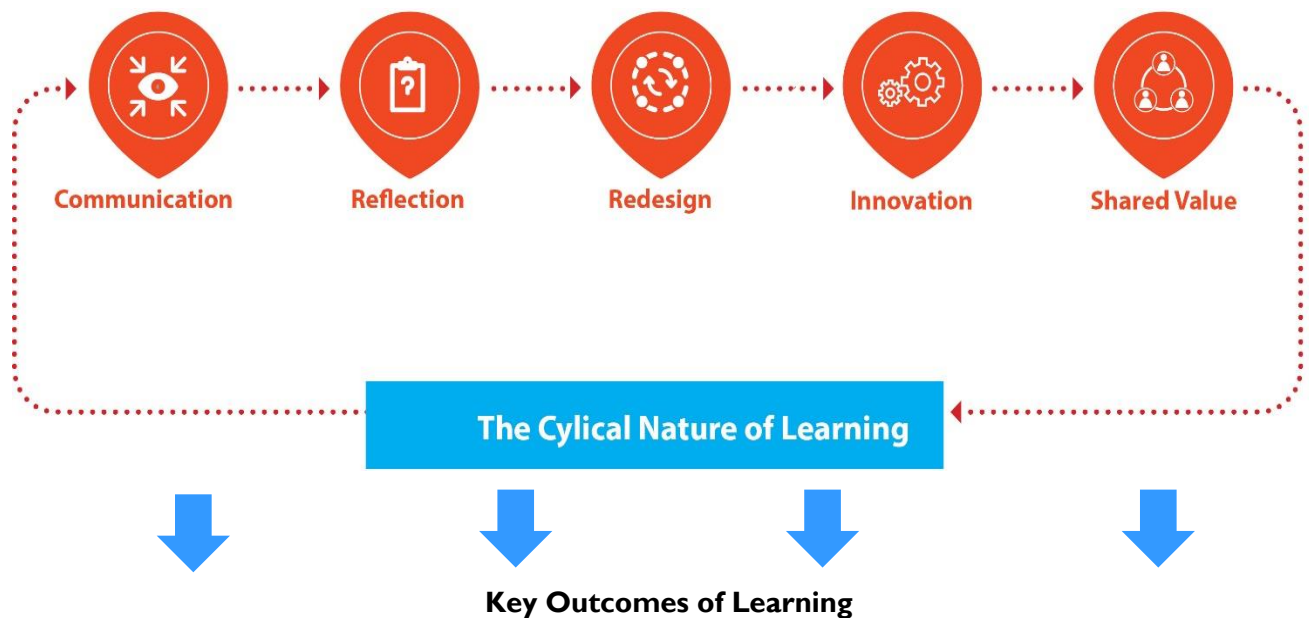 Communication
Reflection
?
Redesign
Innovation
Shared Value
The Cylical Nature of Learning
Key Outcomes of Learning